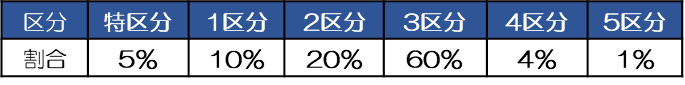 区分 特区分 1区分 2区分 3区分 4区分 5区分
割合 5% 10% 20% 60% 4% 1%